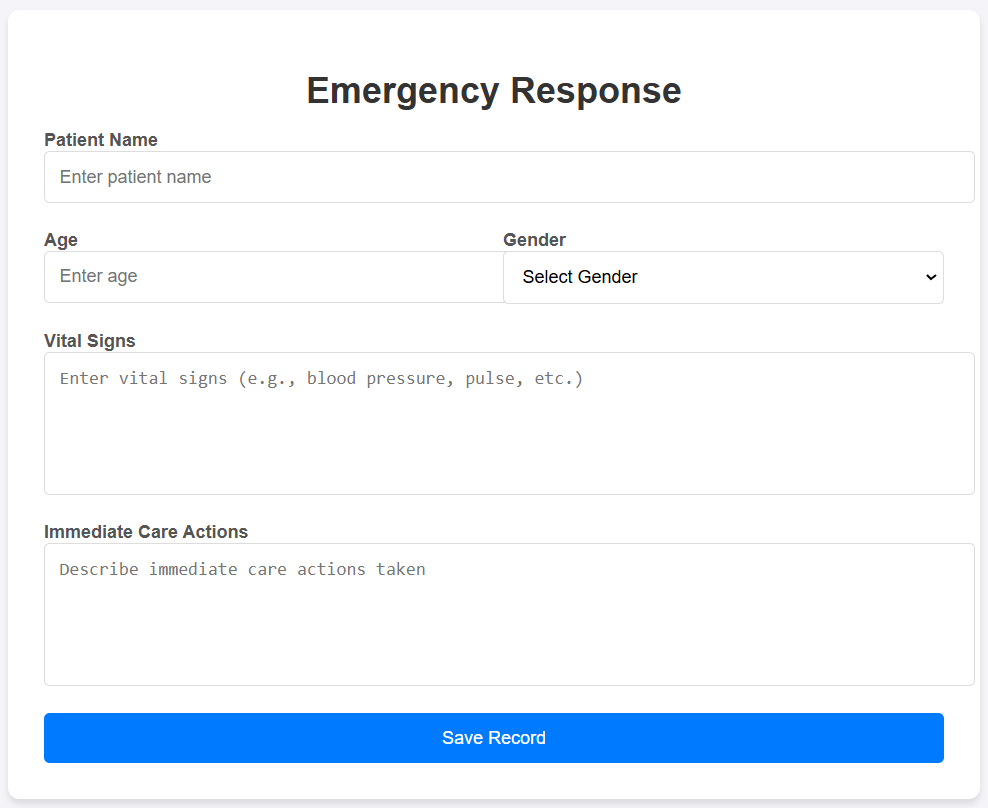 Emergency Response
Patient Name
Enter patient name
Age
Gender
Enter age
Select Gender
Vital Signs
Enter vital signs (e.g., blood pressure, pulse, etc.)
Immediate Care Actions
Describe immediate care actions taken
Save Record